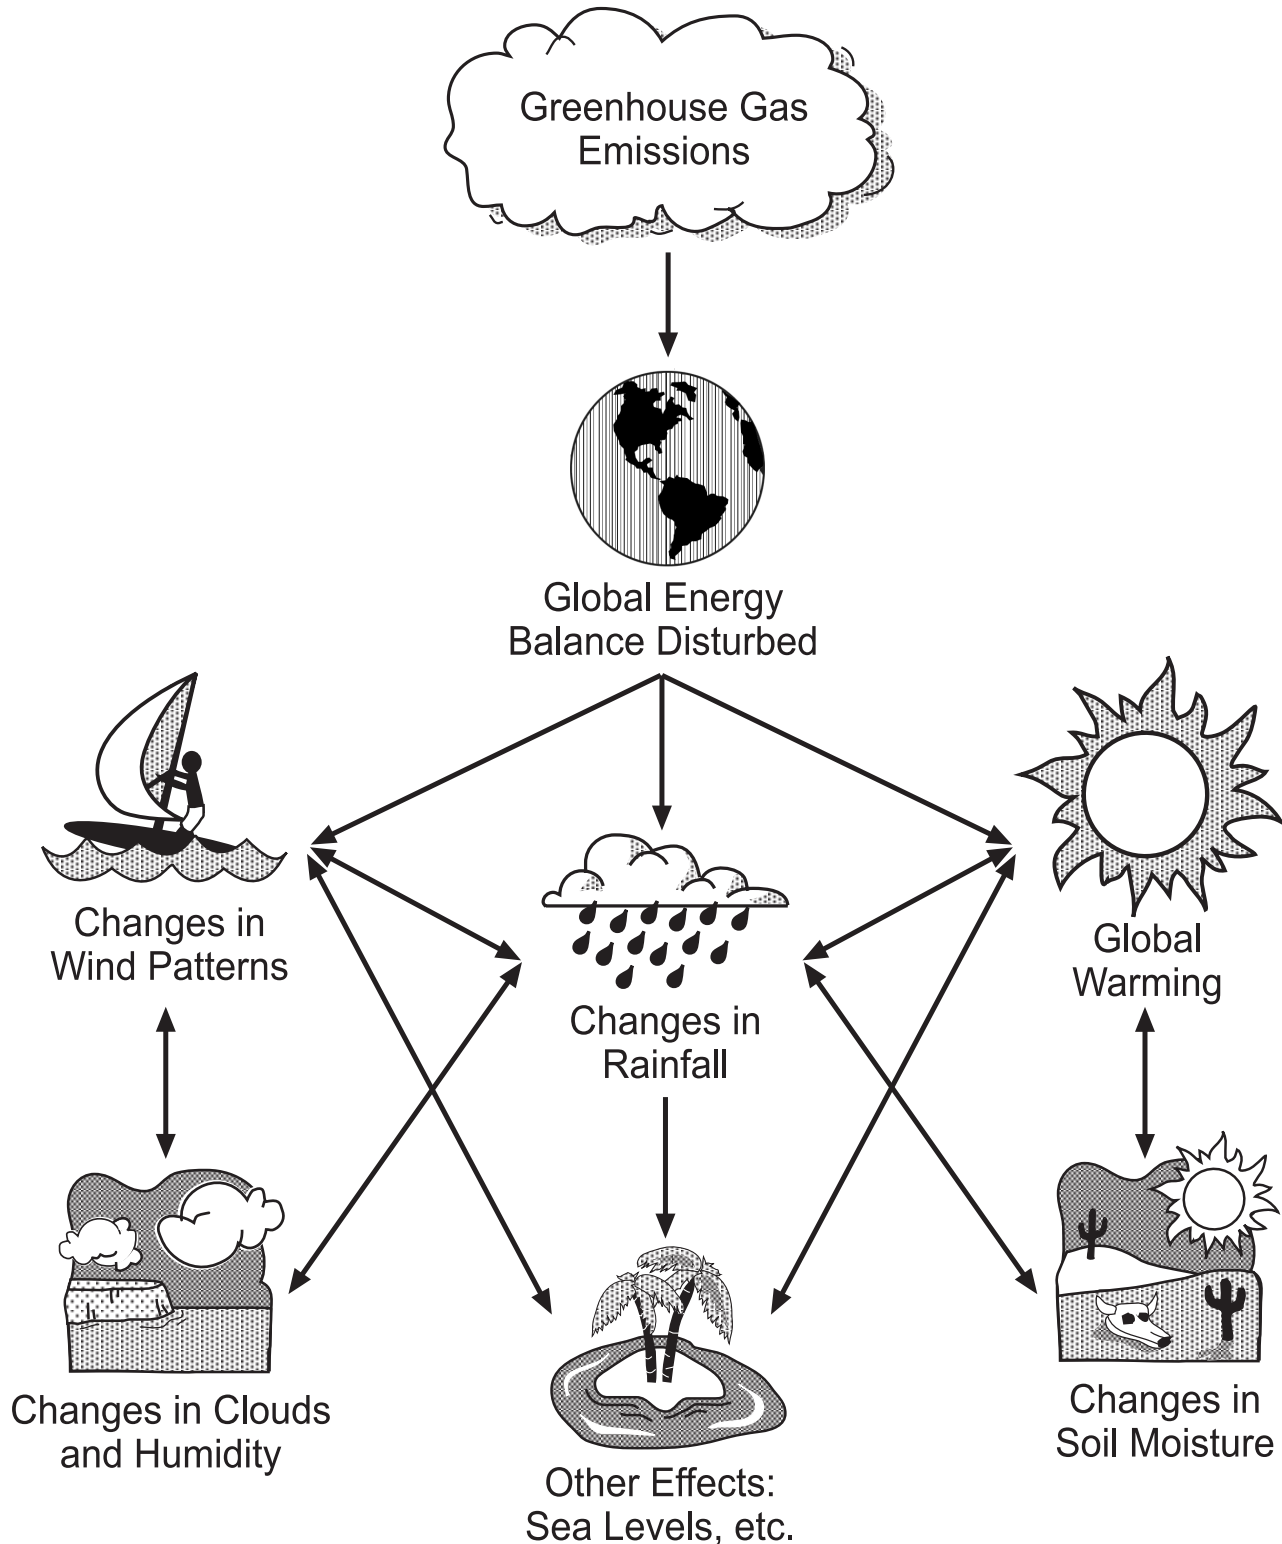 Greenhouse Gas
Emissions
Global Energy
Balance Disturbed
Changes in
Wind Patterns
Changes in
Rainfall
Global
Warming
Changes in Clouds
and Humidity
Other Effects:
Sea Levels, etc.
Changes in
Soil Moisture